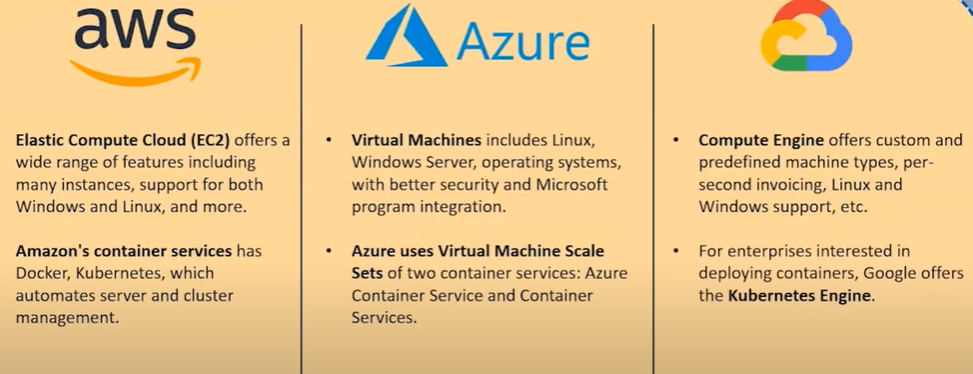 aws
Elastic Compute Cloud (EC2) offers a
wide range of features including
many instances, support for both
Windows and Linux, and more.
Amazon's container services has
Docker, Kubernetes, which
automates server and cluster
management.
Azure
• Virtual Machines includes Linux,
Windows Server, operating systems,
with better security and Microsoft
program integration.
• Azure uses Virtual Machine Scale
Sets of two container services: Azure
Container Service and Container
Services.
• Compute Engine offers custom and
predefined machine types, per-
second invoicing, Linux and
Windows support, etc.
• For enterprises interested in
deploying containers, Google offers
the Kubernetes Engine.